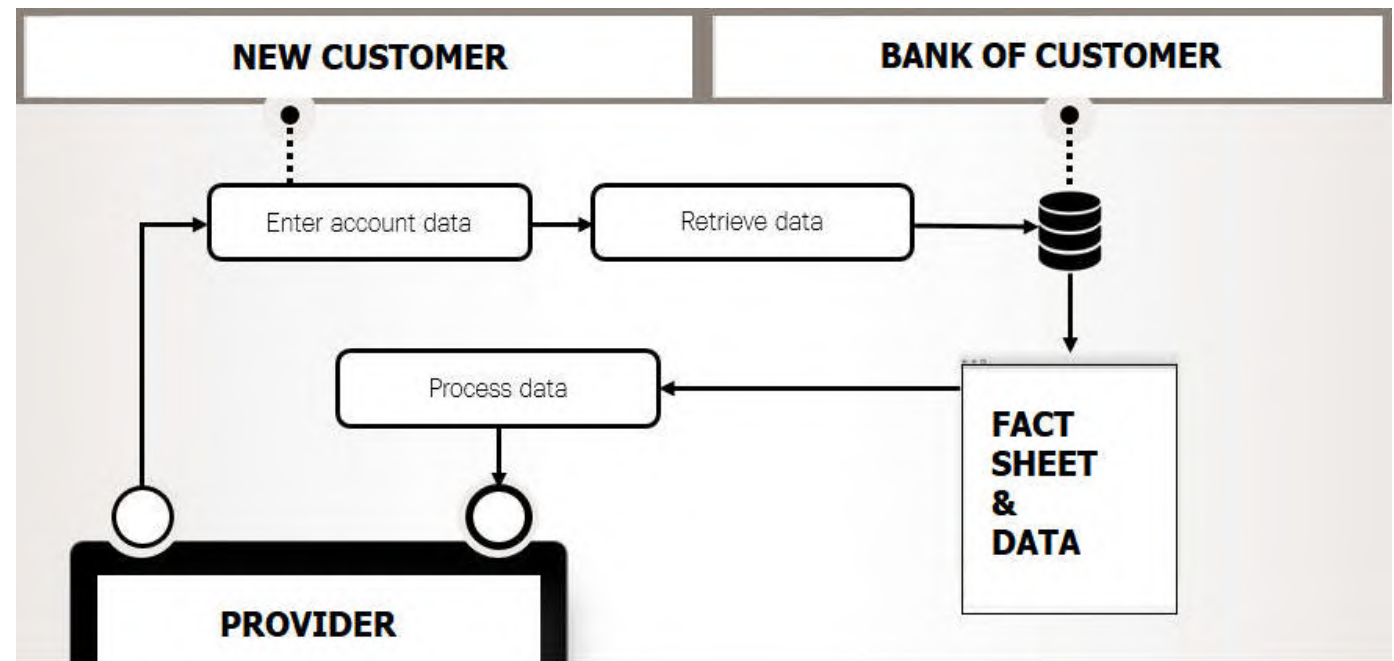 NEW CUSTOMER
BANK OF CUSTOMER
Enter account data
Retrieve data
Process data
FACT
SHEET
&
DATA
PROVIDER